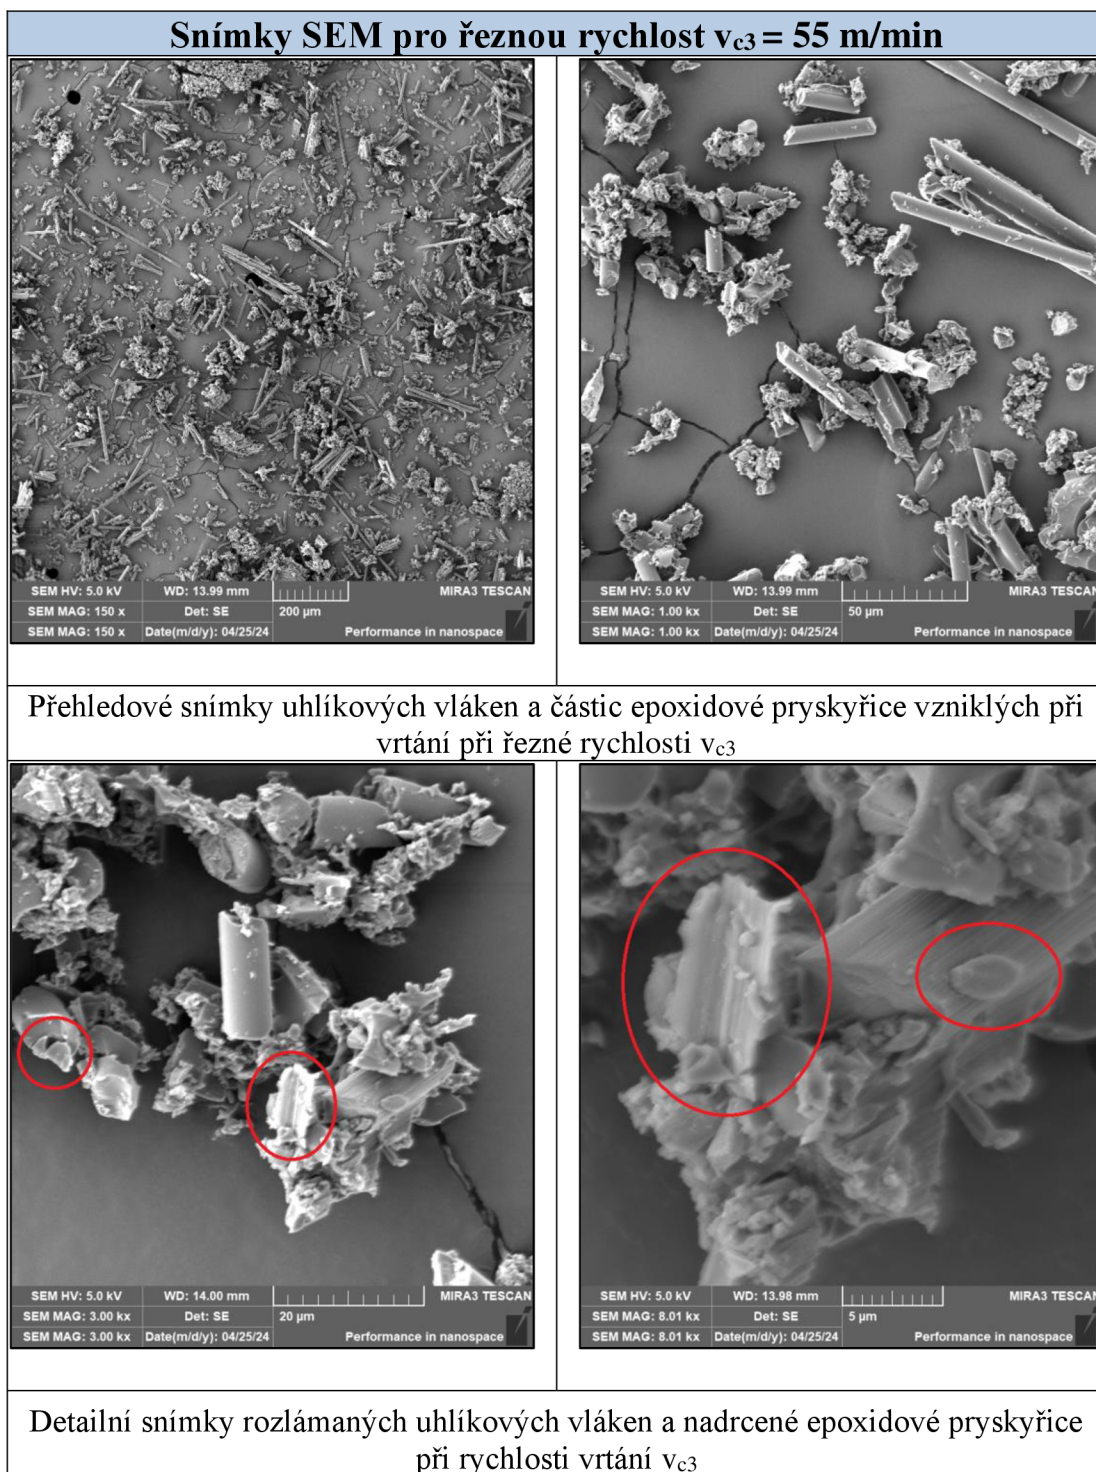 Snímky SEM pro řeznou rychlost vc3 = 55 m/min
SEM HV: 5.0 kV WD: 13.99 mm MIRA3 TESCAN
SEM MAG: 150 x Det: SE 200 µm
SEM MAG: 150 x Date(m/d/y): 04/25/24 Performance in nanospace
SEM HV: 5.0 kV WD: 13.99 mm MIRA3 TESCAN
SEM MAG: 1.00 kx Det: SE 50 µm
SEM MAG: 1.00 kx Date(m/d/y): 04/25/24 Performance in nanospace
Přehledové snímky uhlíkových vláken a částic epoxidové pryskyřice vzniklých při
vrtání při řezné rychlosti vc3
SEM HV: 5.0 kV WD: 14.00 mm MIRA3 TESCAN
SEM MAG: 3.00 kx Det: SE 20 µm
SEM MAG: 3.00 kx Date(m/d/y): 04/25/24 Performance in nanospace
SEM HV: 5.0 kV WD: 13.98 mm MIRA3 TESCAN
SEM MAG: 8.01 kx Det: SE 5 µm
SEM MAG: 8.01 kx Date(m/d/y): 04/25/24 Performance in nanospace
Detailní snímky rozlámaných uhlíkových vláken a nadrcené epoxidové pryskyřice
při rychlosti vrtání vc3